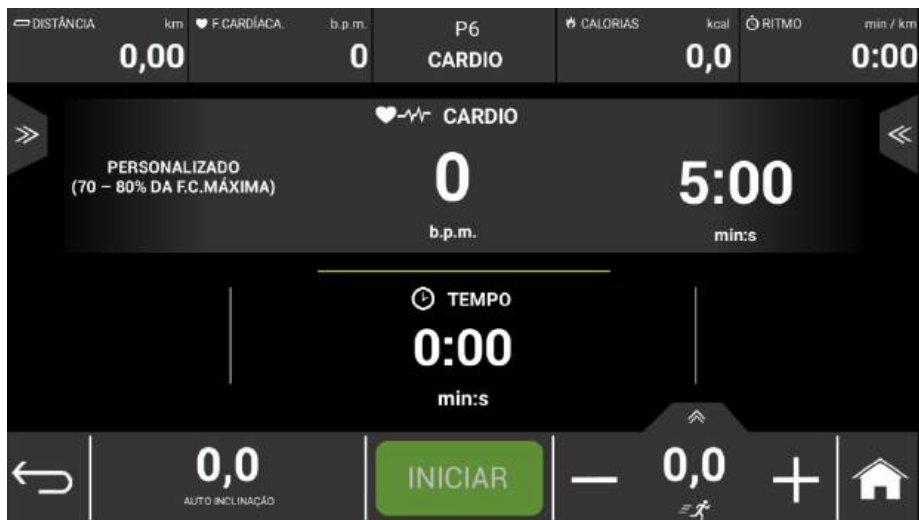 DISTÂNCIA km
0,00
F.CARDÍACA. b.p.m.
0
P6
CARDIO
CALORIAS kcal
0,0
RITMO min / km
0:00
CARDIO
PERSONALIZADO
(70 – 80% DA F.C.MÁXIMA)
0
b.p.m.
5:00
min:s
TEMPO
0:00
min:s
0,0
AUTO INCLINAÇÃO
INICIAR
0,0